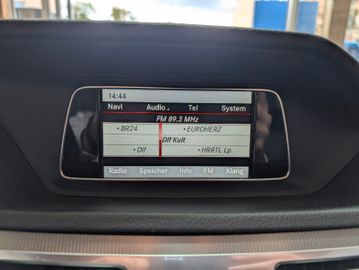 14:44
Navi Audio Tel System
FM 89.3 MHz
• BR24 • EUROHERZ
Dlf Kult
• Dlf • HRRTL Lp
Radio Speicher Info FM Klang